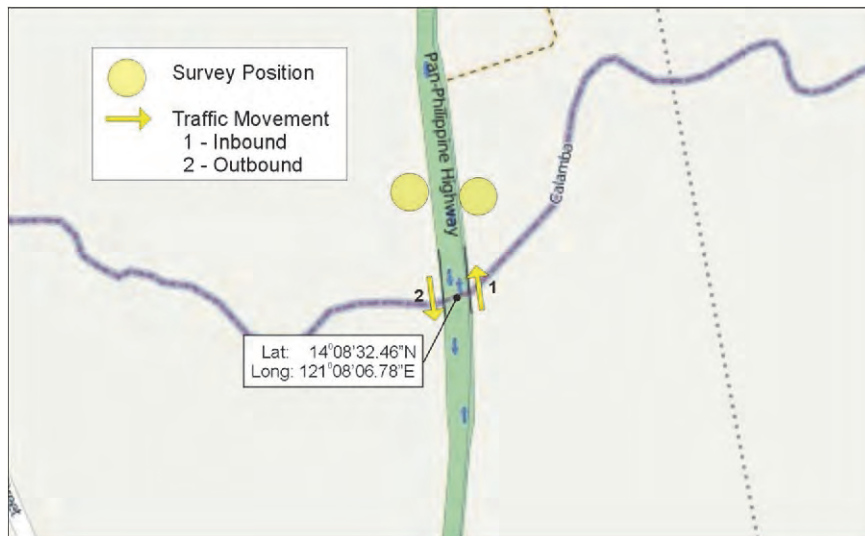 Survey Position
Traffic Movement
1 - Inbound
2 - Outbound
Pan-Philippine Highway
Calamba
2
1
Lat: 14°08'32.46"N
Long: 121°08'06.78"E